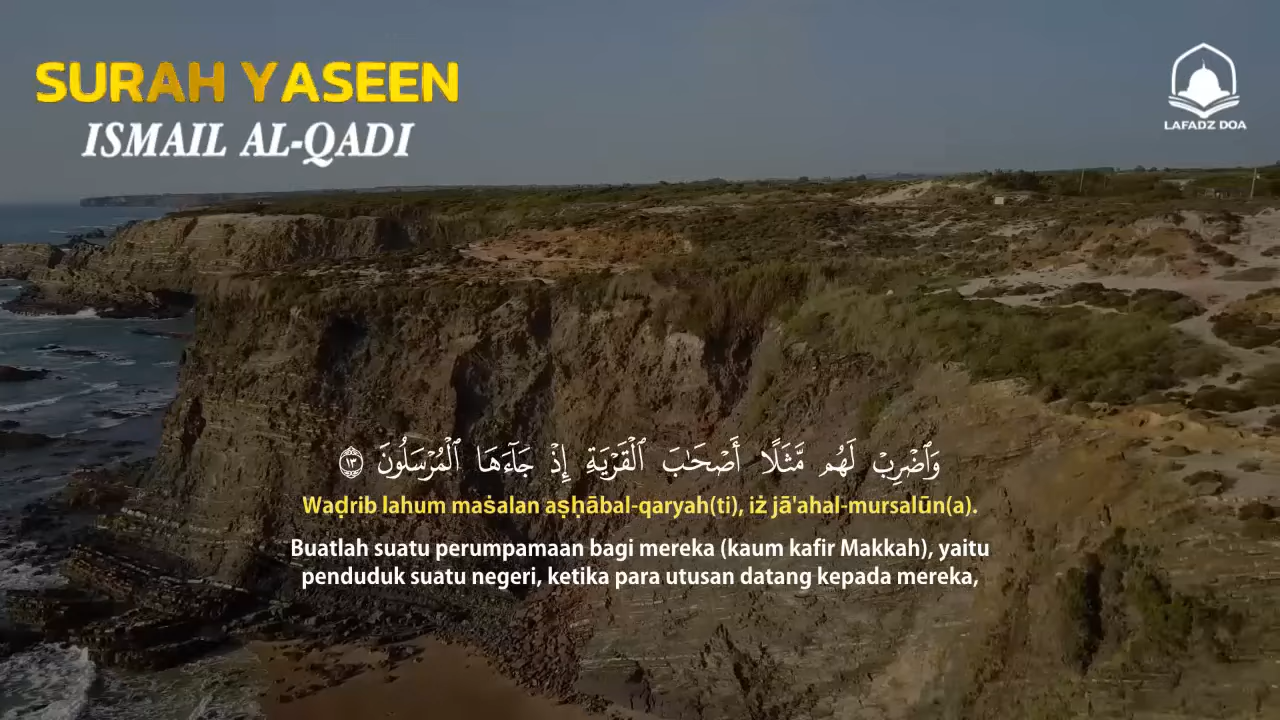 SURAH YASEEN
ISMAIL AL-QADI
LAFADZ DOA
وَٱضْرِبْ لَهُم مَّثَلًا أَصْحَـٰبَ ٱلْقَرْيَةِ إِذْ جَآءَهَا ٱلْمُرْسَلُونَ ١٣
Waḍrib lahum maṡalan aṣḥābal-qaryah(ti), iż jā'ahal-mursalūn(a).
Buatlah suatu perumpamaan bagi mereka (kaum kafir Makkah), yaitu
penduduk suatu negeri, ketika para utusan datang kepada mereka,